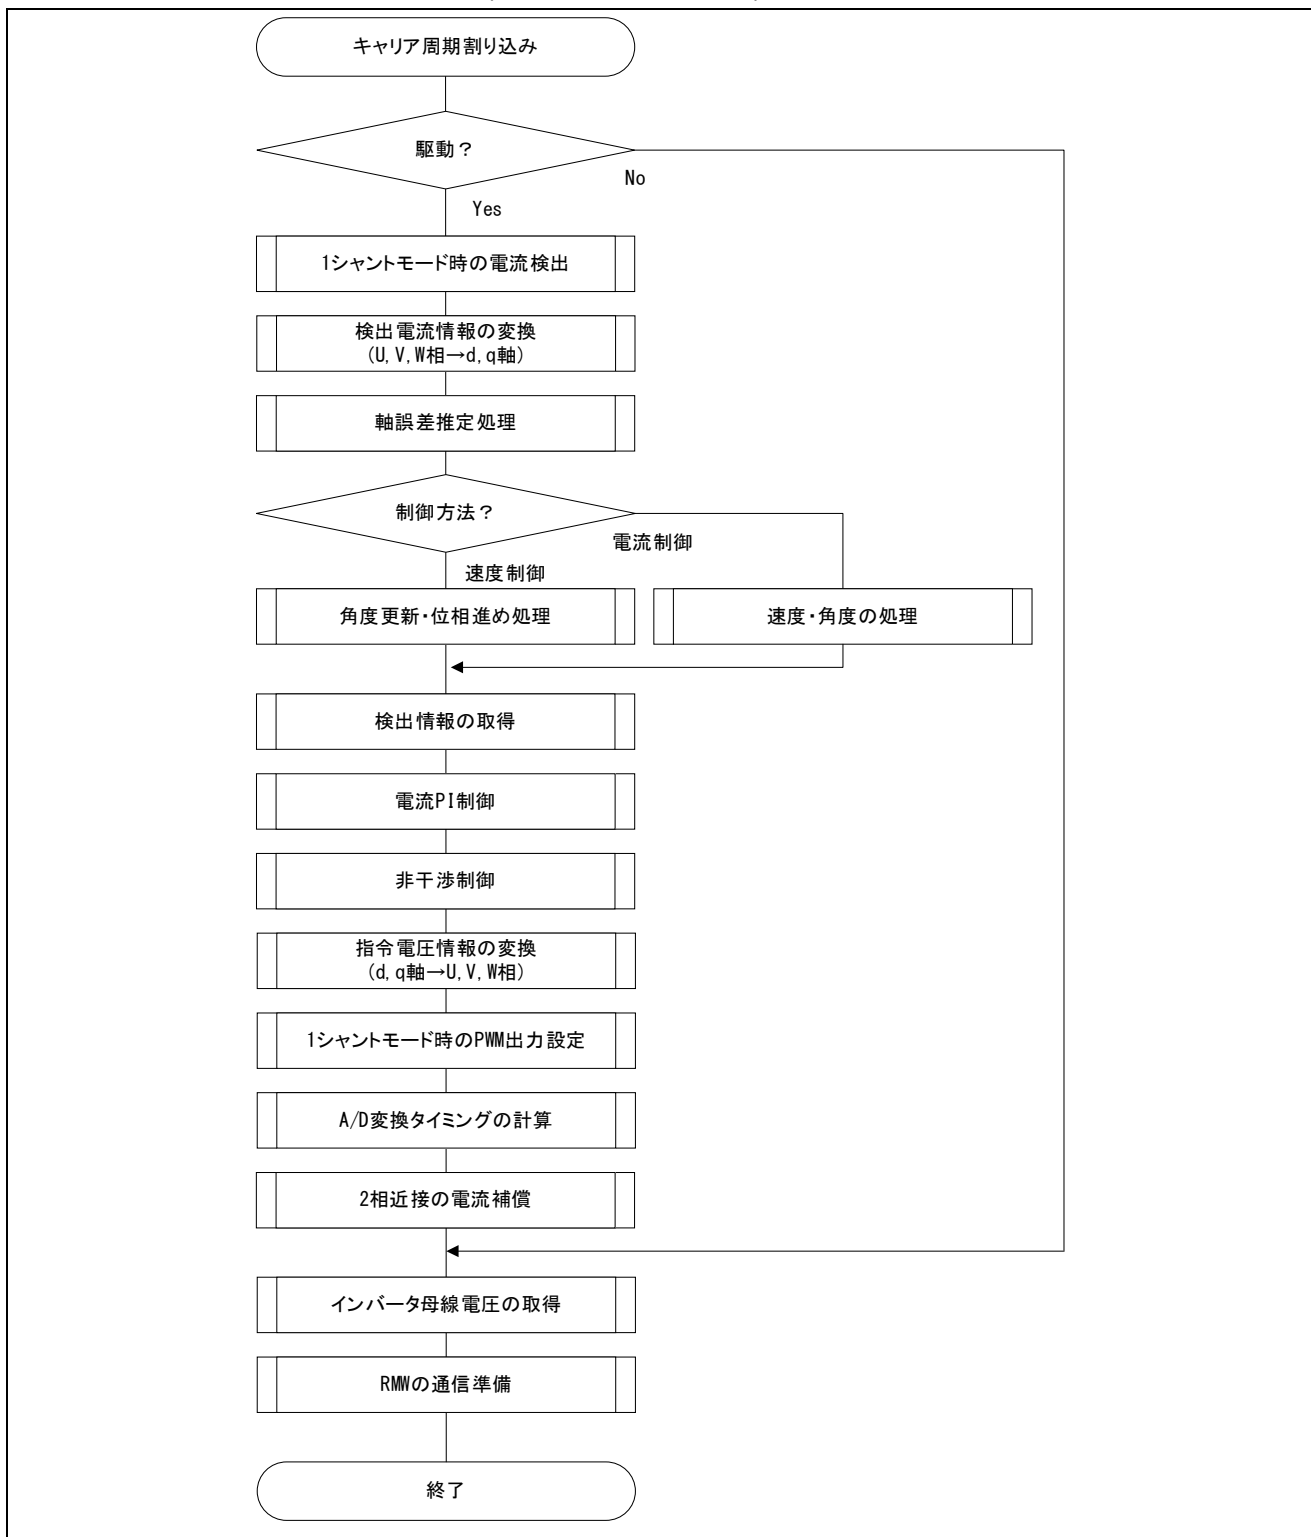 キャリア周期割り込み
駆動？
No
Yes
1シャントモード時の電流検出
検出電流情報の変換
(U,V,W相→d,q軸)
軸誤差推定処理
制御方法？
電流制御
速度制御
角度更新・位相進め処理
速度・角度の処理
検出情報の取得
電流PI制御
非干渉制御
指令電圧情報の変換
(d,q軸→U,V,W相)
1シャントモード時のPWM出力設定
A/D変換タイミングの計算
2相近接の電流補償
インバータ母線電圧の取得
RMWの通信準備
終了